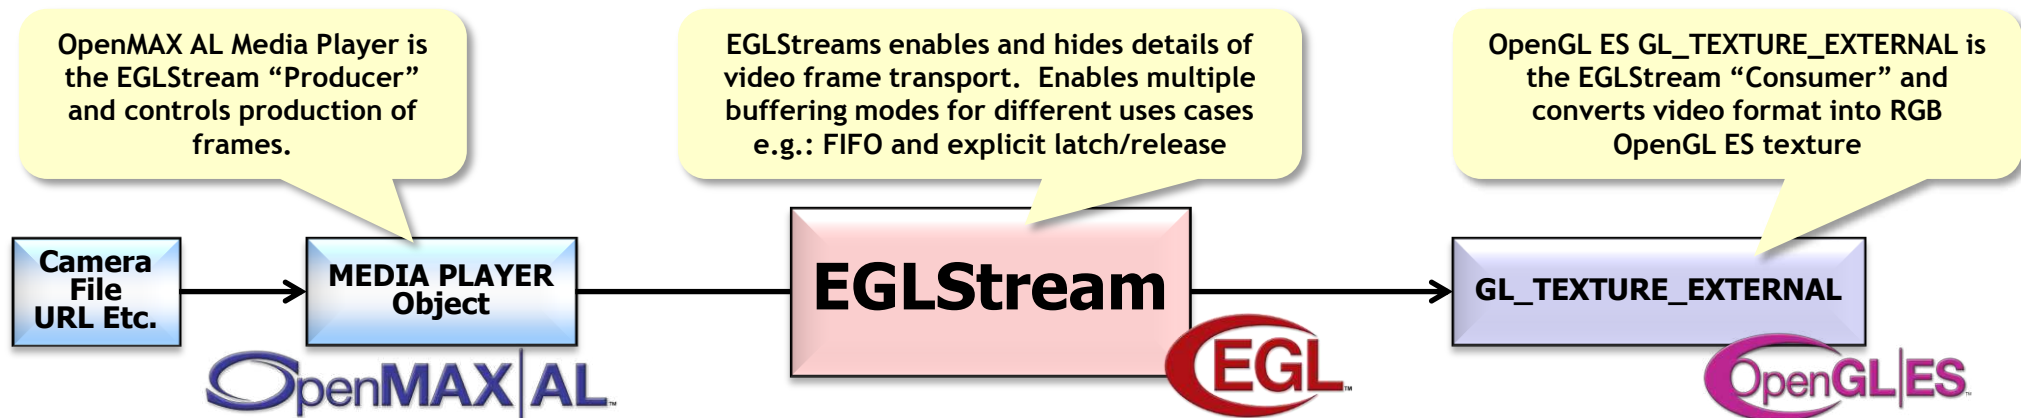 OpenMAX AL Media Player is
the EGLStream “Producer”
and controls production of
frames.
EGLStreams enables and hides details of
video frame transport.  Enables multiple
buffering modes for different uses cases
e.g.: FIFO and explicit latch/release
OpenGL ES GL_TEXTURE_EXTERNAL is
the EGLStream “Consumer” and
converts video format into RGB
OpenGL ES texture
Camera
File
URL Etc.
MEDIA PLAYER
Object
EGLStream
GL_TEXTURE_EXTERNAL
OpenMAX|AL™
EGL™
OpenGL|ES™